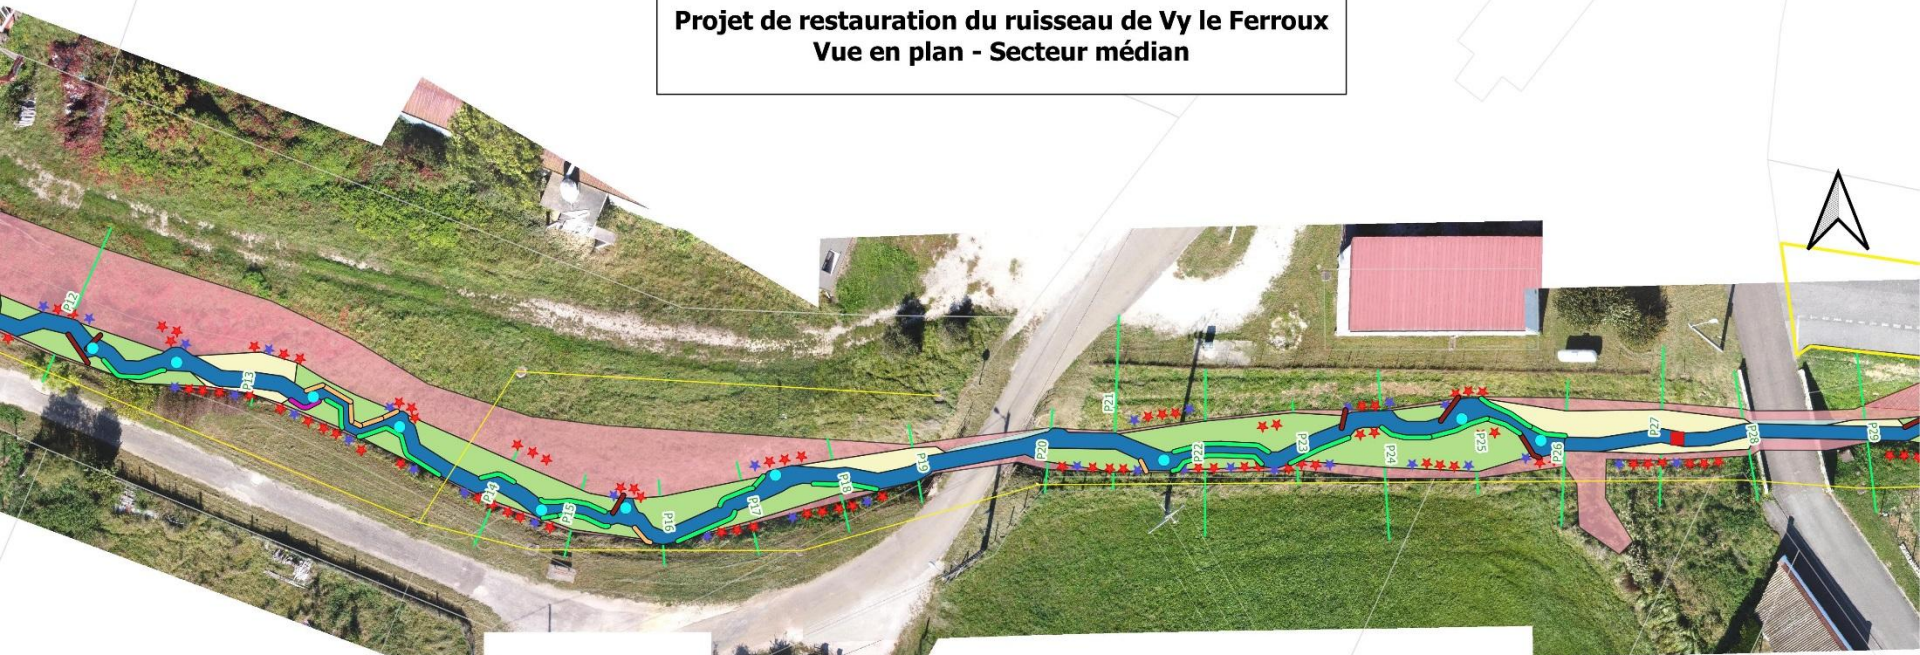 Projet de restauration du ruisseau de Vy le Ferroux
Vue en plan - Secteur médian
P12
P13
P14
P15
P16
P17
P18
P19
P20
P21
P22
P23
P24
P25
P26
P27
P28
P29